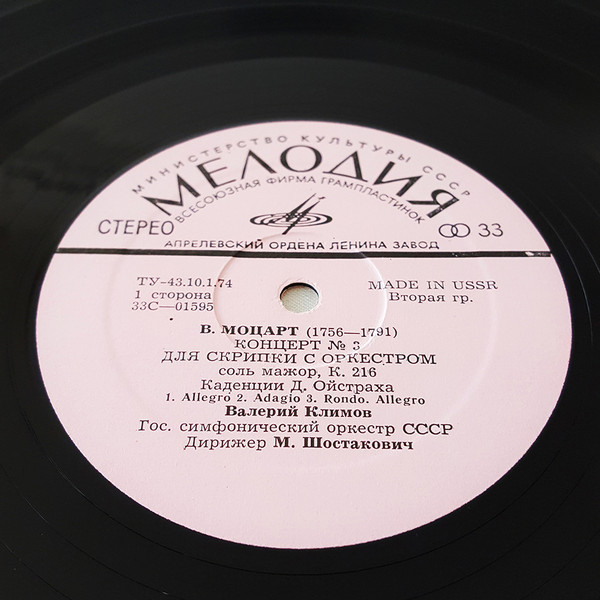 МИНИСТЕРСТВО КУЛЬТУРЫ СССР
МЕЛОДИЯ
ВСЕСОЮЗНАЯ ФИРМА ГРАМПЛАСТИНОК
СТЕРЕО
33
АПРЕЛЕВСКИЙ ОРДЕНА ЛЕНИНА ЗАВОД
ТУ-43.10.1.74 MADE IN USSR
1 сторона Вторая гр.
33С—01595
В. МОЦАРТ (1756—1791)
КОНЦЕРТ № 3
ДЛЯ СКРИПКИ С ОРКЕСТРОМ
соль мажор, К. 216
Каденции Д. Ойстраха
1. Allegro 2. Adagio 3. Rondo. Allegro
Валерий Климов
Гос. симфонический оркестр СССР
Дирижер М. Шостакович